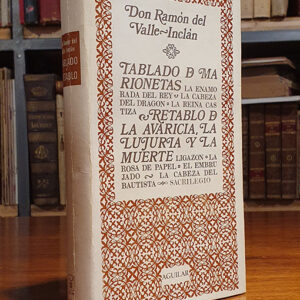 Don Ramón del
Valle~Inclán
TABLADO D MA
RIONETAS LA ENAMO
RADA DEL REY LA CABEZA
DEL DRAGON LA REINA CAS
TIZA RETABLO D
LA AVARICIA, LA
LUJURIA Y LA
MUERTE LIGAZON LA
ROSA DE PAPEL EL EMBRU
JADO LA CABEZA DEL
BAUTISTA SACRILEGIO
AGUILAR
TABLADO
RETABLO